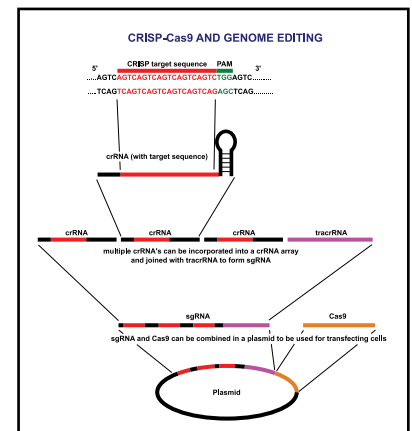 CRISP-Cas9 AND GENOME EDITING
CRISP target sequence PAM
5' 3'
.....AGTCAGTCAGTCAGTCAGTCAGTCTGGAGTC.......
....TCAGTCAGTCAGTCAGTCAGTCAGAGCTCAG.........
crRNA (with target sequence)
crRNA crRNA crRNA tracrRNA
multiple crRNA's can be incorporated into a crRNA array
and joined with tracrRNA to form sgRNA
sgRNA Cas9
sgRNA and Cas9 can be combined in a plasmid to be used for transfecting cells
Plasmid